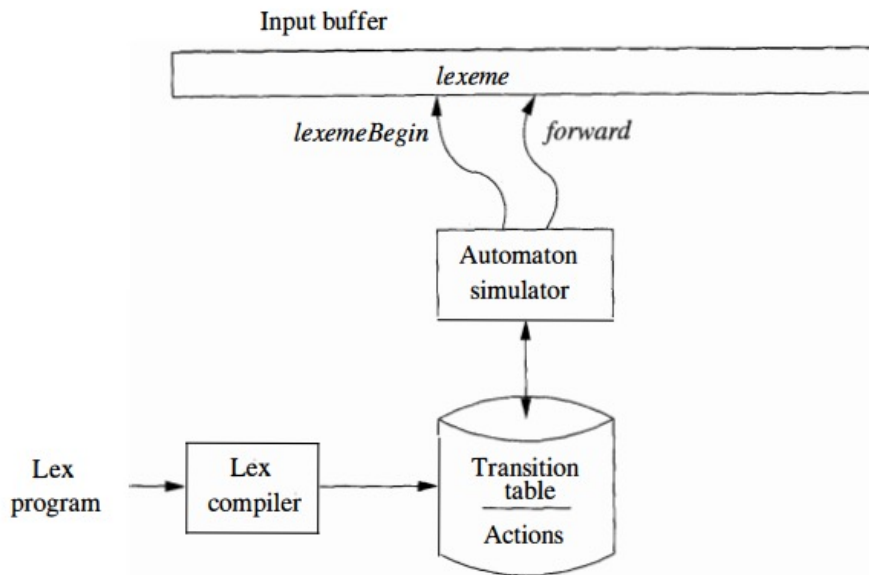 Input buffer
lexeme
lexemeBegin
forward
Automaton
simulator
Lex
program
Lex
compiler
Transition
table
Actions